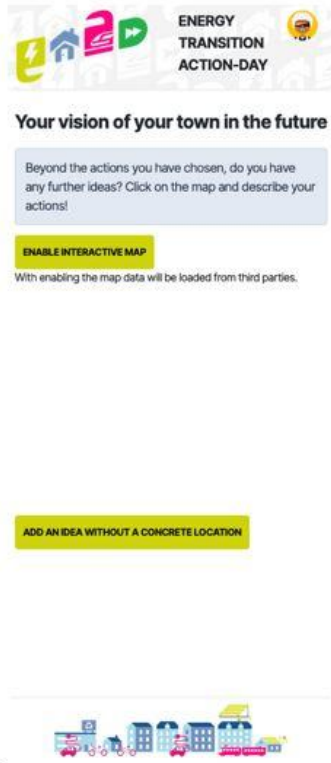 ENERGY
TRANSITION
ACTION-DAY
Your vision of your town in the future
Beyond the actions you have chosen, do you have
any further ideas? Click on the map and describe your
actions!
ENABLE INTERACTIVE MAP
With enabling the map data will be loaded from third parties.
ADD AN IDEA WITHOUT A CONCRETE LOCATION